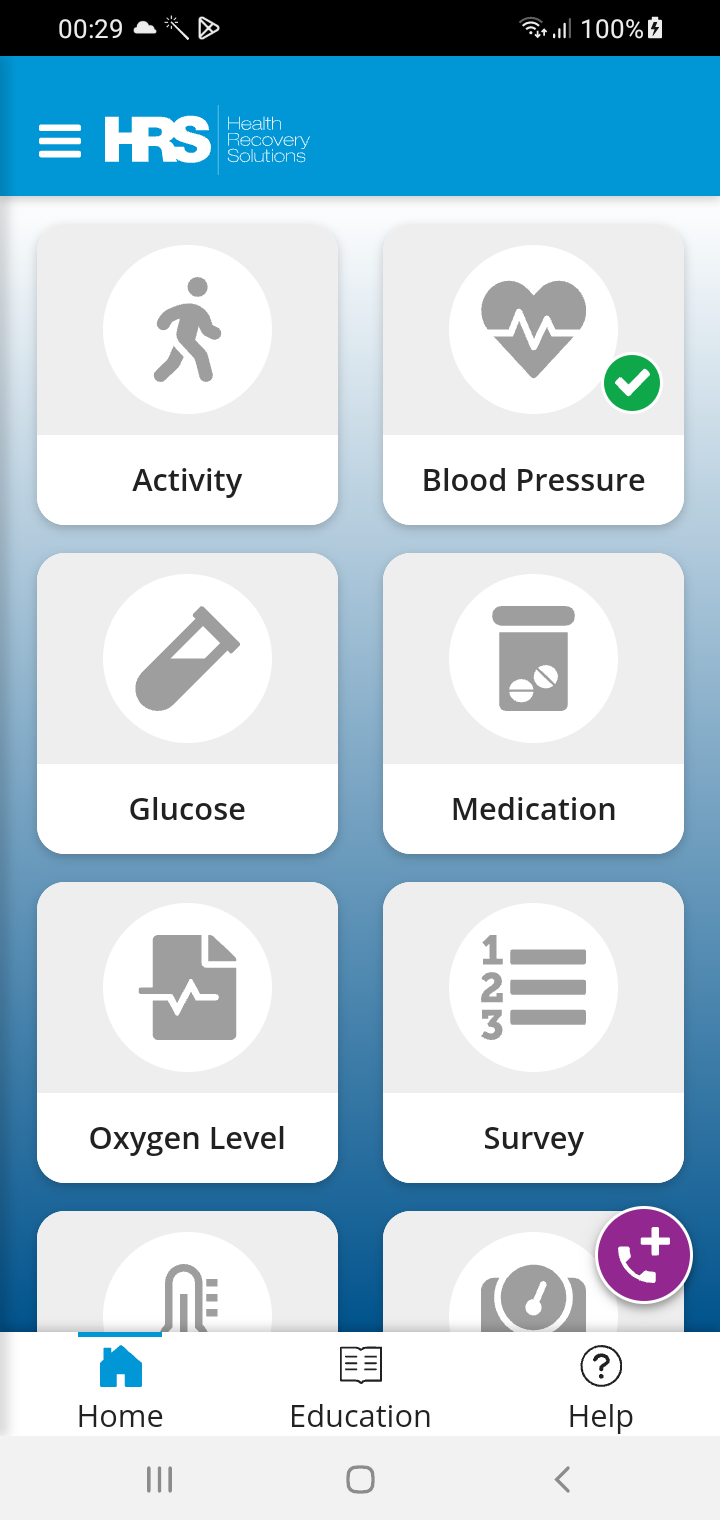 00:29
100%
HRS
Health
Recovery
Solutions
Activity
Blood Pressure
Glucose
Medication
Oxygen Level
1
2
3
Survey
Home
Education
?
Help